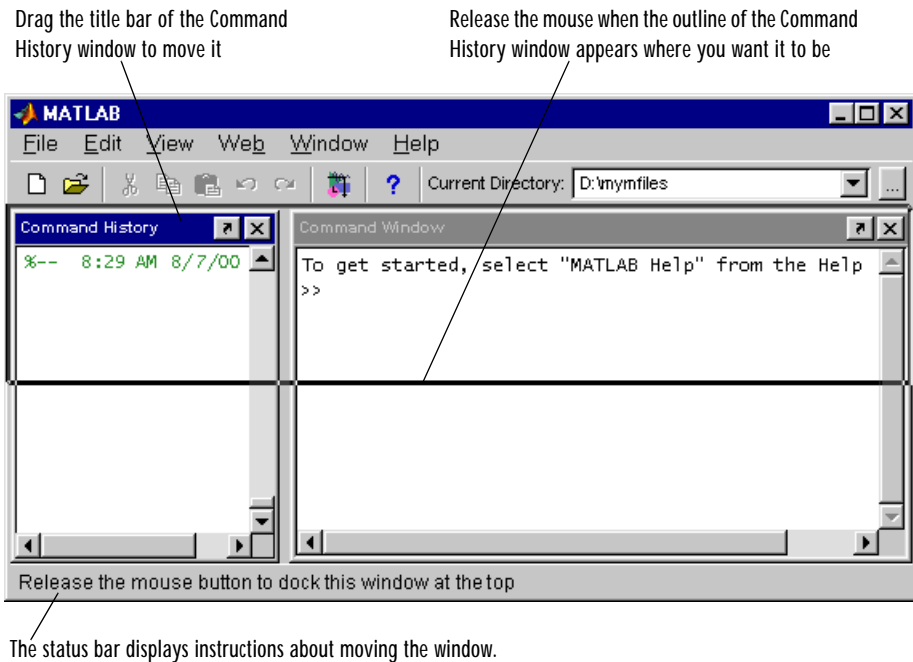 Drag the title bar of the Command
History window to move it
Release the mouse when the outline of the Command
History window appears where you want it to be
MATLAB
File Edit View Web Window Help
? Current Directory: D:\mymfiles ...
Command History
%-- 8:29 AM 8/7/00
Command Window
To get started, select "MATLAB Help" from the Help
>>
Release the mouse button to dock this window at the top
The status bar displays instructions about moving the window.